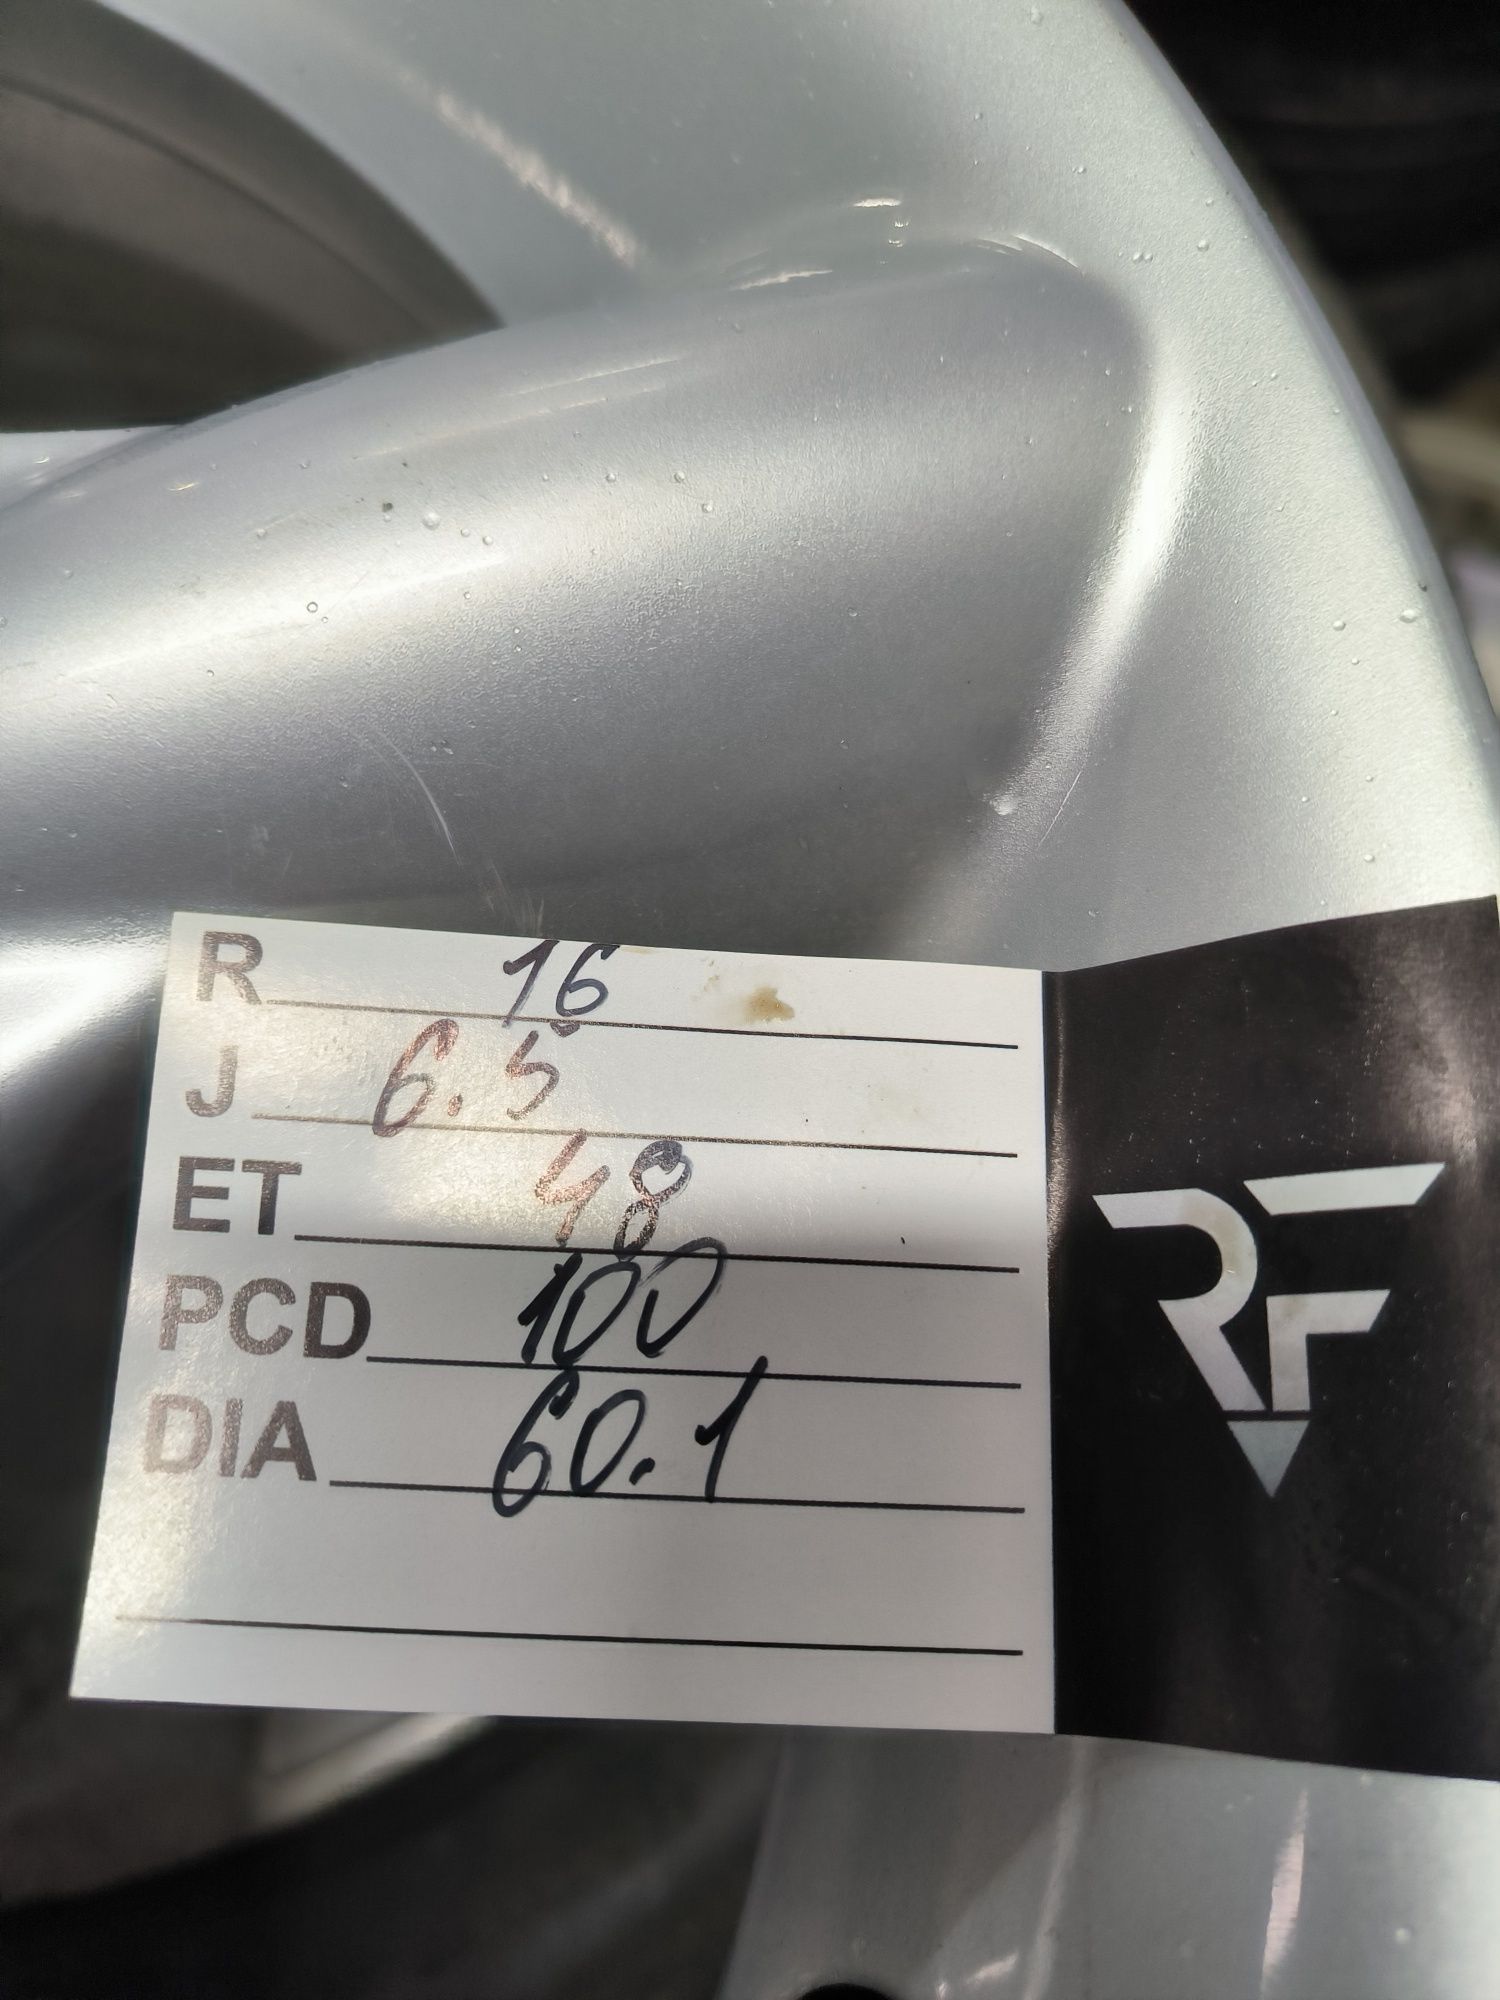 R 16
J 6.5
ET 48
PCD 100
DIA 60.1
RF